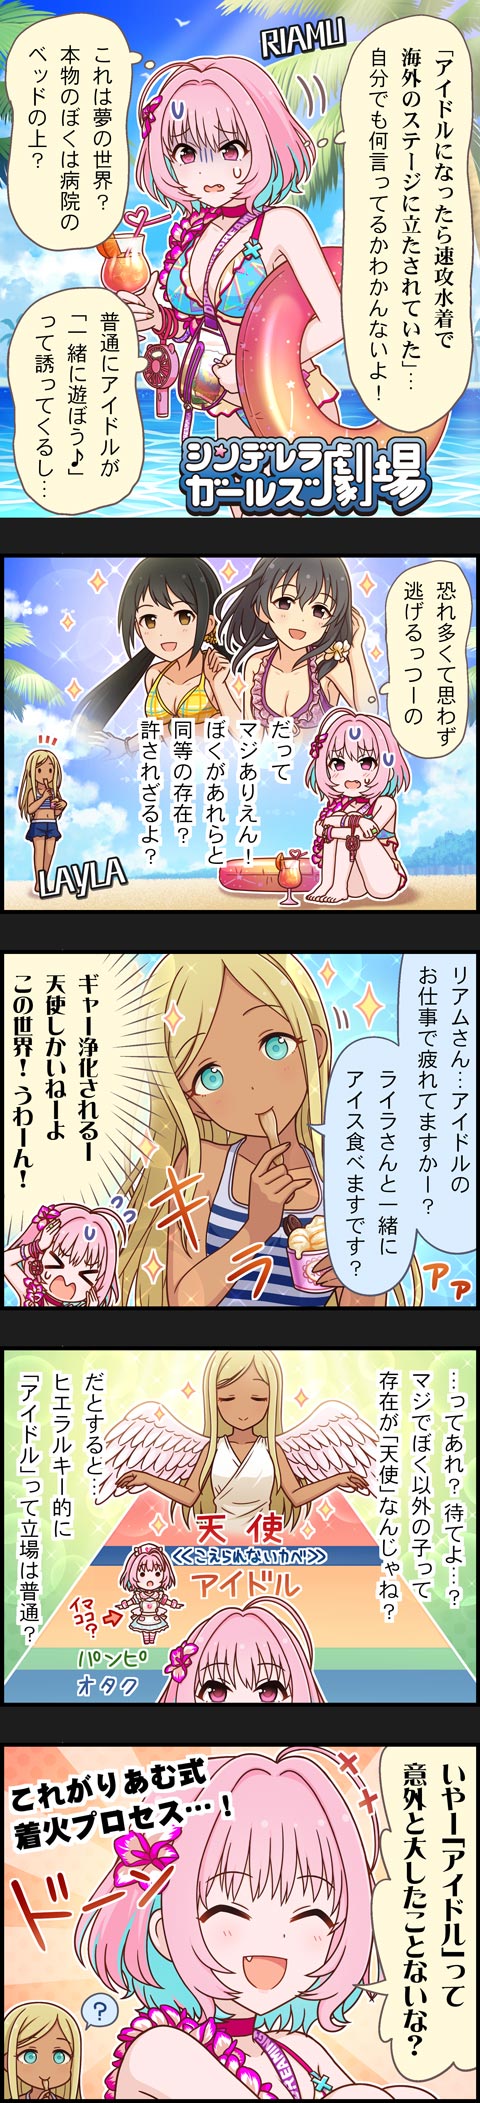 RIAMU
「アイドルになったら速攻水着で
海外のステージに立たされていた」…
自分でも何言ってるかわかんないよ！
これは夢の世界？
本物のぼくは病院の
ベッドの上？
普通にアイドルが
「一緒に遊ぼう♪」
って誘ってくるし…
シンデレラ
ガールズ劇場
恐れ多くて思わず
逃げるっつーの
だって
マジありえん！
ぼくがあれらと
同等の存在？
許されざるよ？
LAYLA
リアムさん…アイドルの
お仕事で疲れてますかー？
ライラさんと一緒に
アイス食べますです？
キラ
アァ
ギャー浄化されるー
天使しかいねーよ
この世界！うわーん！
…ってあれ？待てよ…？
マジでぼく以外の子って
存在が「天使」なんじゃね？
だとすると…
ヒエラルキー的に
「アイドル」って立場は普通？
天使
≪こえられないカベ≫
アイドル
イマ
ココ？
パンピ
オタク
いやー「アイドル」って
意外と大したことないな？
これがりあむ式
着火プロセス…！
ドーン
？